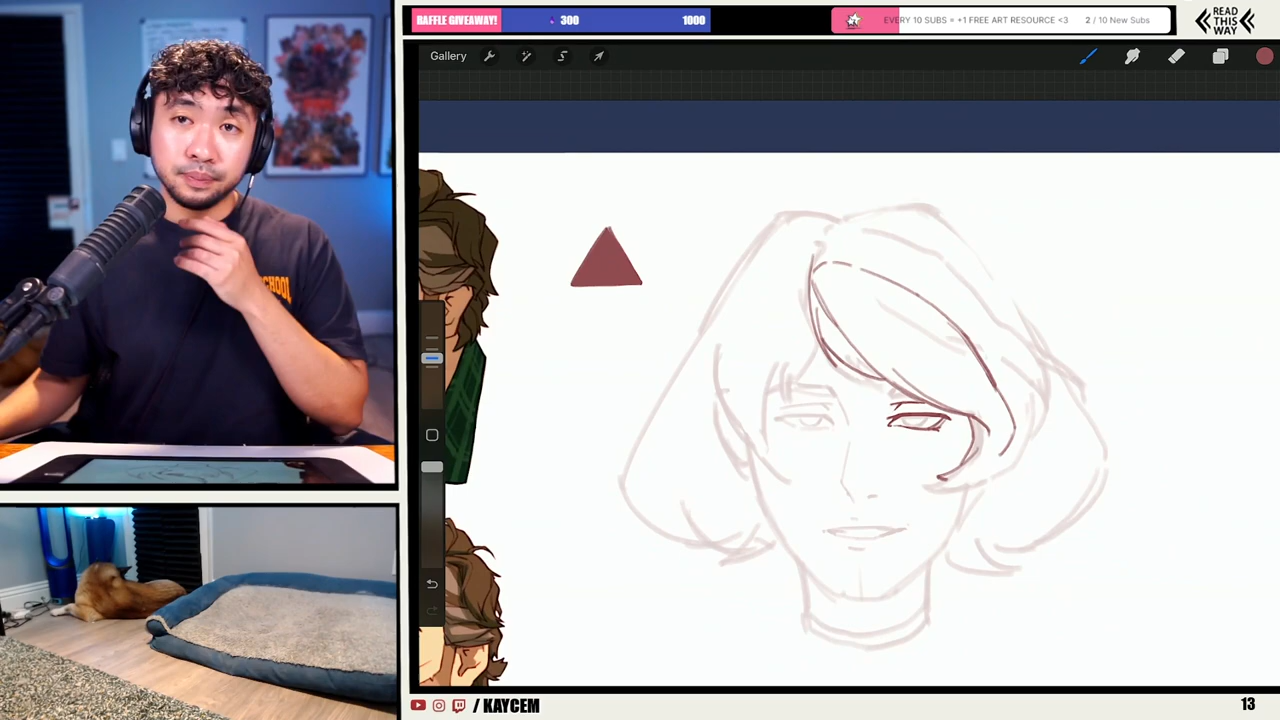 RAFFLE GIVEAWAY!
300
1000
EVERY 10 SUBS = +1 FREE ART RESOURCE <3
2 / 10 New Subs
READ
THIS
WAY
Gallery
SCHOOL
/ KAYCEM
13